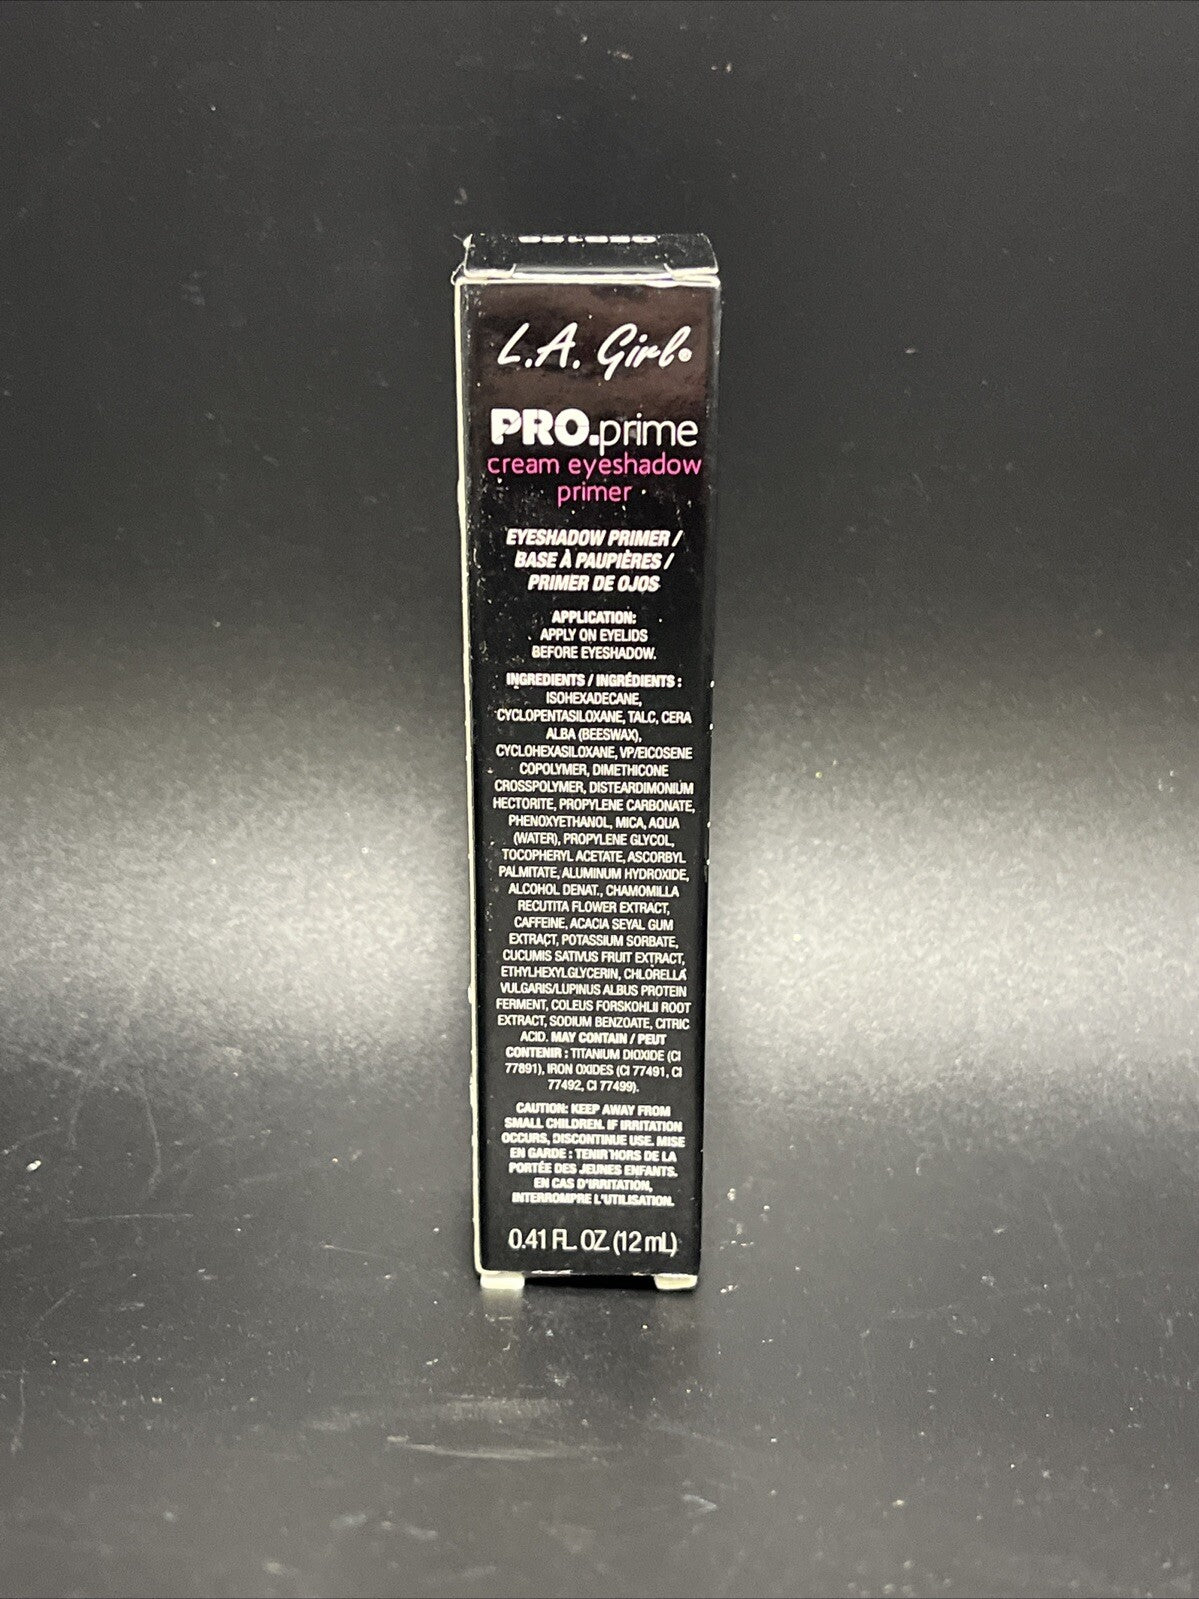 L.A. Girl®
PRO.prime
cream eyeshadow
primer
EYESHADOW PRIMER /
BASE À PAUPIÈRES /
PRIMER DE OJOS
APPLICATION:
APPLY ON EYELIDS
BEFORE EYESHADOW.
INGREDIENTS / INGRÉDIENTS :
ISOHEXADECANE,
CYCLOPENTASILOXANE, TALC, CERA
ALBA (BEESWAX),
CYCLOHEXASILOXANE, VP/EICOSENE
COPOLYMER, DIMETHICONE
CROSSPOLYMER, DISTEARDIMONIUM
HECTORITE, PROPYLENE CARBONATE,
PHENOXYETHANOL, MICA, AQUA
(WATER), PROPYLENE GLYCOL,
TOCOPHERYL ACETATE, ASCORBYL
PALMITATE, ALUMINUM HYDROXIDE,
ALCOHOL DENAT., CHAMOMILLA
RECUTITA FLOWER EXTRACT,
CAFFEINE, ACACIA SEYAL GUM
EXTRACT, POTASSIUM SORBATE,
CUCUMIS SATIVUS FRUIT EXTRACT,
ETHYLHEXYLGLYCERIN, CHLORELLA
VULGARIS/LUPINUS ALBUS PROTEIN
FERMENT, COLEUS FORSKOHLII ROOT
EXTRACT, SODIUM BENZOATE, CITRIC
ACID. MAY CONTAIN / PEUT
CONTENIR : TITANIUM DIOXIDE (CI
77891), IRON OXIDES (CI 77491, CI
77492, CI 77499).
CAUTION: KEEP AWAY FROM
SMALL CHILDREN. IF IRRITATION
OCCURS, DISCONTINUE USE. MISE
EN GARDE : TENIR HORS DE LA
PORTÉE DES JEUNES ENFANTS.
EN CAS D'IRRITATION,
INTERROMPRE L'UTILISATION.
0.41 FL. OZ (12 mL)